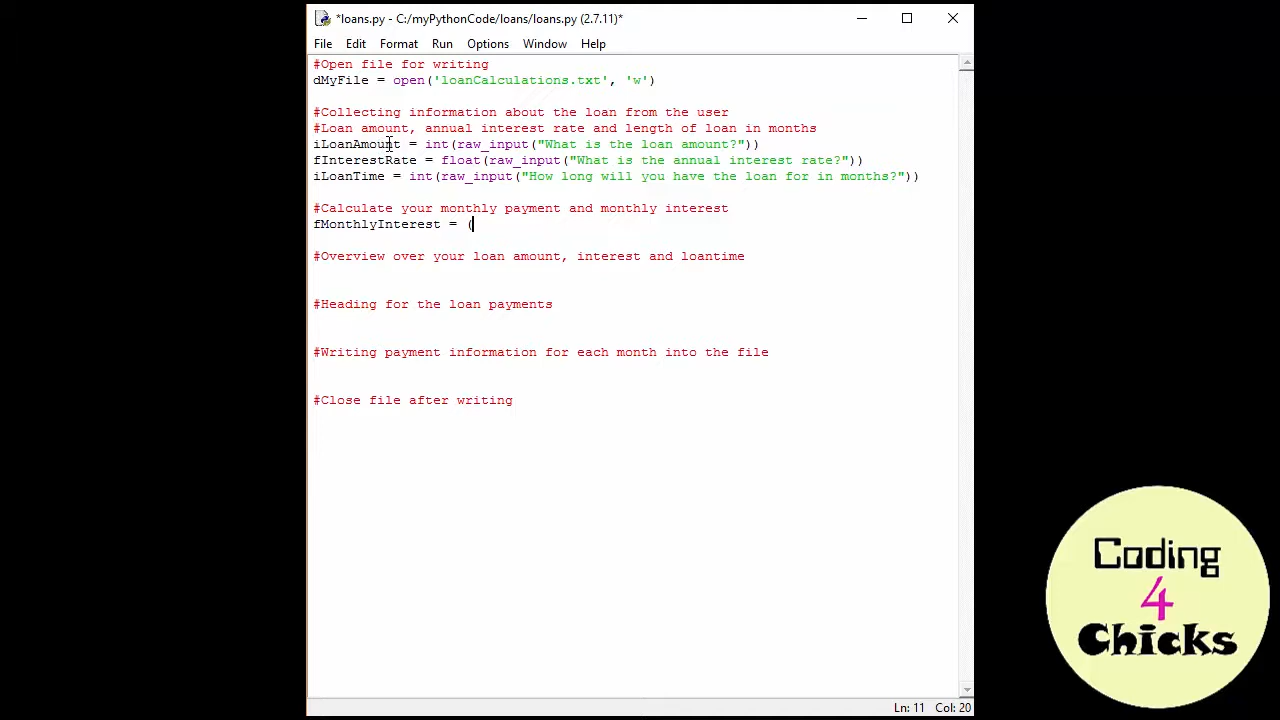 *loans.py - C:/myPythonCode/loans/loans.py (2.7.11)*
File Edit Format Run Options Window Help
#Open file for writing
dMyFile = open('loanCalculations.txt', 'w')
#Collecting information about the loan from the user
#Loan amount, annual interest rate and length of loan in months
iLoanAmount = int(raw_input("What is the loan amount?"))
fInterestRate = float(raw_input("What is the annual interest rate?"))
iLoanTime = int(raw_input("How long will you have the loan for in months?"))
#Calculate your monthly payment and monthly interest
fMonthlyInterest = (
#Overview over your loan amount, interest and loantime
#Heading for the loan payments
#Writing payment information for each month into the file
#Close file after writing
Ln: 11 Col: 20
Coding
4
Chicks